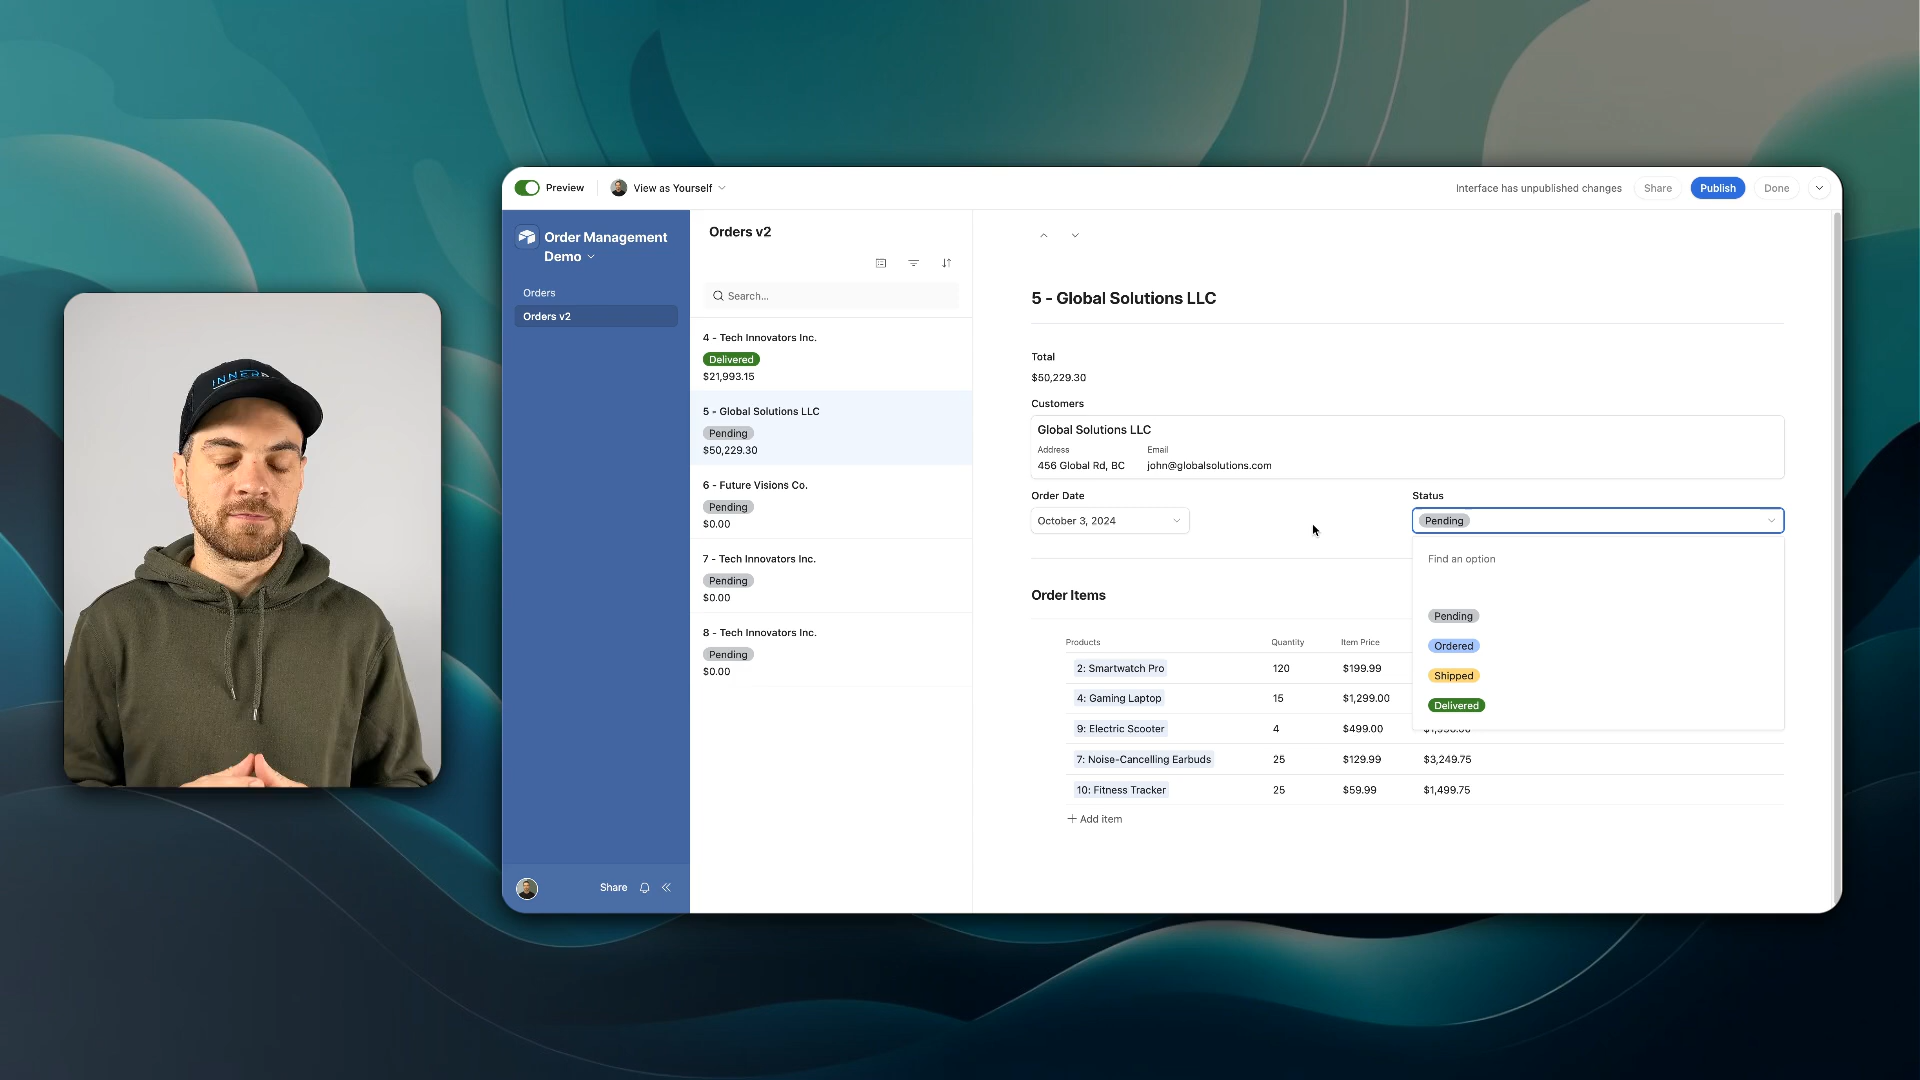 Preview
View as Yourself
Interface has unpublished changes
Share
Publish
Done
Order Management
Demo
Orders
Orders v2
Share
Orders v2
Search...
4 - Tech Innovators Inc.
Delivered
$21,993.15
5 - Global Solutions LLC
Pending
$50,229.30
6 - Future Visions Co.
Pending
$0.00
7 - Tech Innovators Inc.
Pending
$0.00
8 - Tech Innovators Inc.
Pending
$0.00
5 - Global Solutions LLC
Total
$50,229.30
Customers
Global Solutions LLC
Address Email
456 Global Rd, BC john@globalsolutions.com
Order Date
October 3, 2024
Status
Pending
Find an option
Pending
Ordered
Shipped
Delivered
Order Items
Products Quantity Item Price
2: Smartwatch Pro 120 $199.99
4: Gaming Laptop 15 $1,299.00
9: Electric Scooter 4 $499.00
7: Noise-Cancelling Earbuds 25 $129.99 $3,249.75
10: Fitness Tracker 25 $59.99 $1,499.75
+ Add item